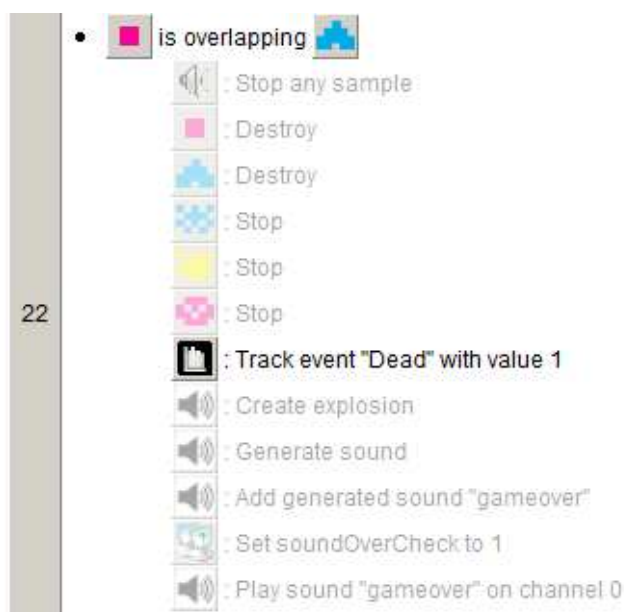 is overlapping
: Stop any sample
: Destroy
: Destroy
: Stop
: Stop
22 : Stop
: Track event "Dead" with value 1
: Create explosion
: Generate sound
: Add generated sound "gameover"
: Set soundOverCheck to 1
: Play sound "gameover" on channel 0